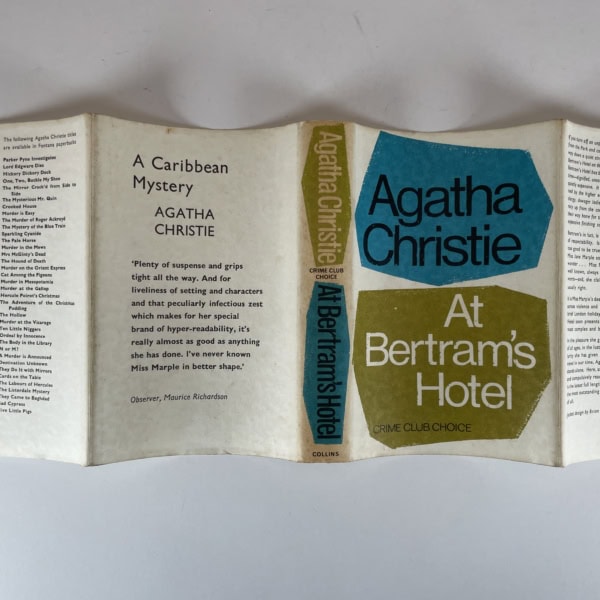 The following Agatha Christie titles
are available in Fontana paperbacks
Parker Pyne Investigates
Lord Edgware Dies
Hickory Dickory Dock
One, Two, Buckle My Shoe
The Mirror Crack'd from Side to
Side
The Mysterious Mr. Quin
Crooked House
Murder is Easy
The Murder of Roger Ackroyd
The Mystery of the Blue Train
Sparkling Cyanide
The Pale Horse
Murder in the Mews
Mrs McGinty's Dead
The Hound of Death
Murder on the Orient Express
Cat Among the Pigeons
Murder in Mesopotamia
Murder at the Gallop
Hercule Poirot's Christmas
The Adventure of the Christmas
Pudding
The Hollow
Murder at the Vicarage
Ten Little Niggers
Ordeal by Innocence
The Body in the Library
N or M?
A Murder is Announced
Destination Unknown
They Do It with Mirrors
Cards on the Table
The Labours of Hercules
The Listerdale Mystery
They Came to Baghdad
Sad Cypress
Five Little Pigs
A Caribbean
Mystery
AGATHA
CHRISTIE
'Plenty of suspense and grips
tight all the way. And for
liveliness of setting and characters
and that peculiarly infectious zest
which makes for her special
brand of hyper-readability, it's
really almost as good as anything
she has done. I've never known
Miss Marple in better shape.'
Observer, Maurice Richardson
Agatha Christie
CRIME CLUB
CHOICE
At Bertram's Hotel
COLLINS
Agatha
Christie
At
Bertram's
Hotel
CRIME CLUB CHOICE